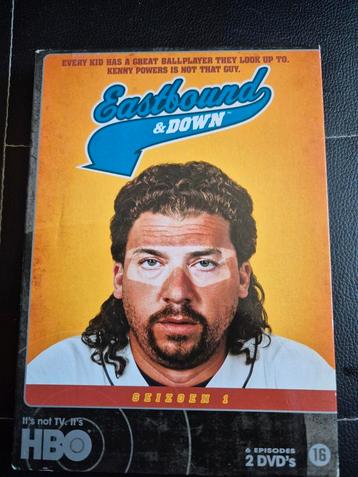 EVERY KID HAS A GREAT BALLPLAYER THEY LOOK UP TO.
KENNY POWERS IS NOT THAT GUY.
Eastbound
& DOWN™
SEIZOEN 1
It's not TV. It's
HBO
6 EPISODES
2 DVD's
16